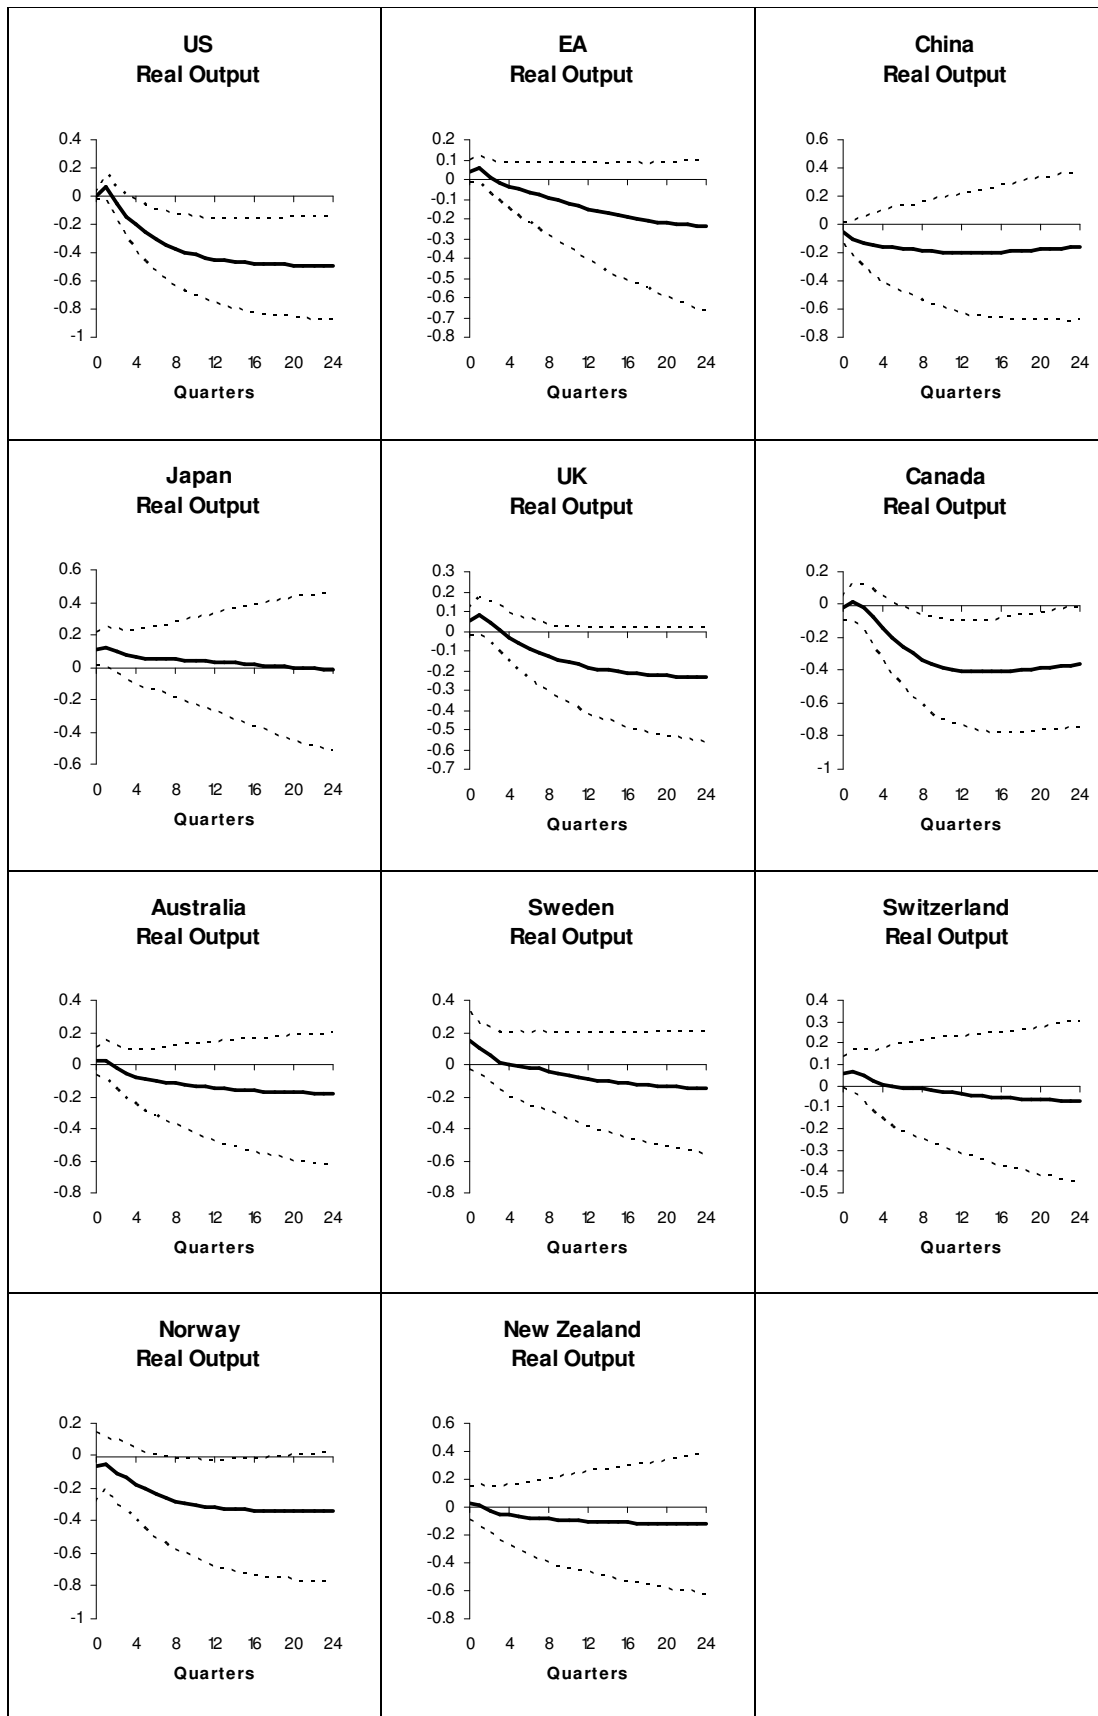 US
Real Output
0.4
0.2
0
-0.2
-0.4
-0.6
-0.8
-1
0 4 8 12 16 20 24
Quarters
EA
Real Output
0.2
0.1
0
-0.1
-0.2
-0.3
-0.4
-0.5
-0.6
-0.7
-0.8
0 4 8 12 16 20 24
Quarters
China
Real Output
0.6
0.4
0.2
0
-0.2
-0.4
-0.6
-0.8
0 4 8 12 16 20 24
Quarters
Japan
Real Output
0.6
0.4
0.2
0
-0.2
-0.4
-0.6
0 4 8 12 16 20 24
Quarters
UK
Real Output
0.3
0.2
0.1
0
-0.1
-0.2
-0.3
-0.4
-0.5
-0.6
-0.7
0 4 8 12 16 20 24
Quarters
Canada
Real Output
0.2
0
-0.2
-0.4
-0.6
-0.8
-1
0 4 8 12 16 20 24
Quarters
Australia
Real Output
0.4
0.2
0
-0.2
-0.4
-0.6
-0.8
0 4 8 12 16 20 24
Quarters
Sweden
Real Output
0.4
0.2
0
-0.2
-0.4
-0.6
-0.8
0 4 8 12 16 20 24
Quarters
Switzerland
Real Output
0.4
0.3
0.2
0.1
0
-0.1
-0.2
-0.3
-0.4
-0.5
0 4 8 12 16 20 24
Quarters
Norway
Real Output
0.2
0
-0.2
-0.4
-0.6
-0.8
-1
0 4 8 12 16 20 24
Quarters
New Zealand
Real Output
0.6
0.4
0.2
0
-0.2
-0.4
-0.6
-0.8
0 4 8 12 16 20 24
Quarters